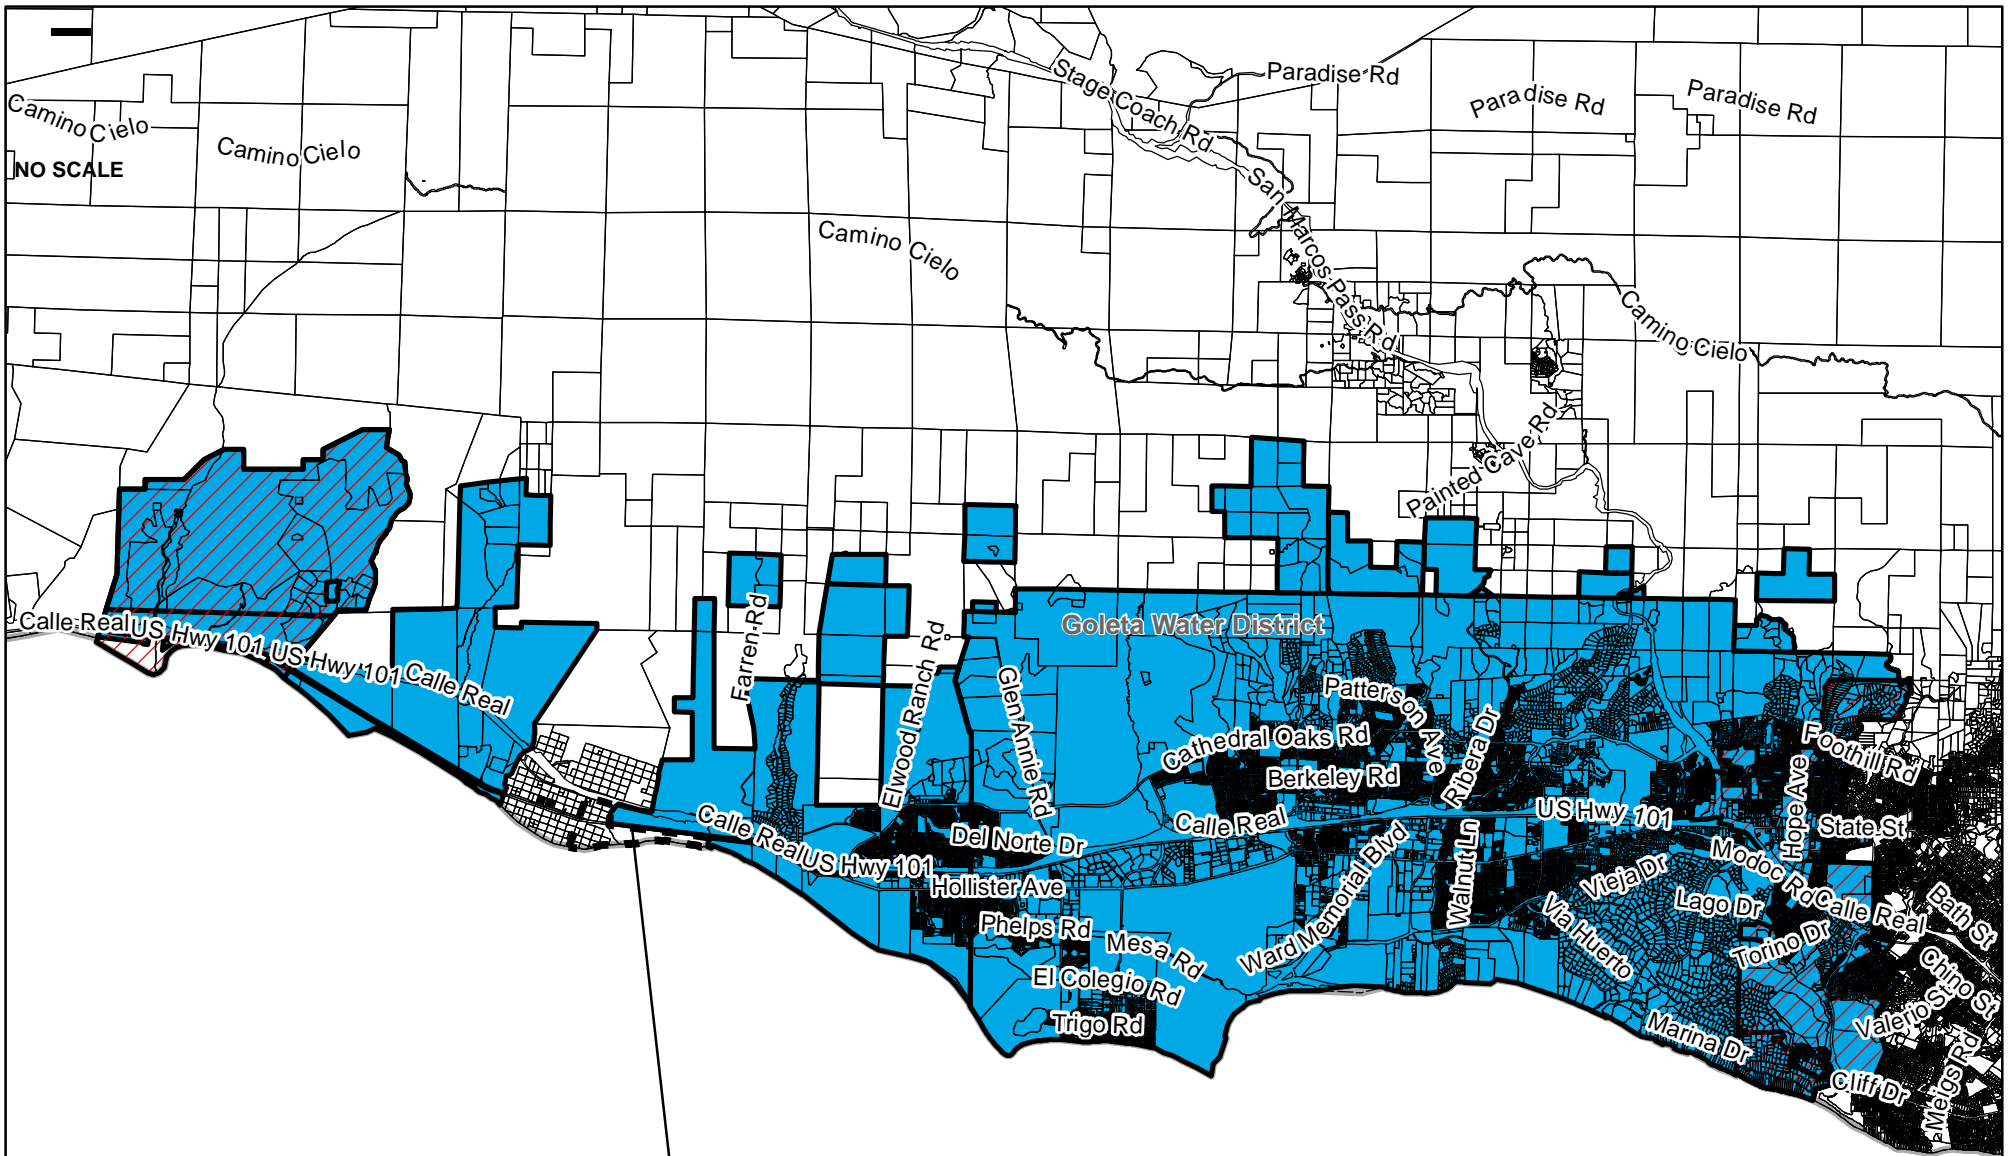 Paradise Rd
Stage Coach Rd
Paradise Rd
Paradise Rd
Camino Cielo
Camino Cielo
NO SCALE
San Marcos Pass Rd
Camino Cielo
Camino Cielo
Painted Cave Rd
Calle Real
US Hwy 101
US Hwy 101
Calle Real
Farren Rd
Elwood Ranch Rd
Goleta Water District
Glen Annie Rd
Patterson Ave
Ribera Dr
Cathedral Oaks Rd
Berkeley Rd
Foothill Rd
Hope Ave
Calle Real
US Hwy 101
Calle Real
US Hwy 101
State St
Del Norte Dr
Hollister Ave
Ward Memorial Blvd
Walnut Ln
Vieja Dr
Modoc Rd
Calle Real
Lago Dr
Bath St
Phelps Rd
Mesa Rd
Via Huerto
Torino Dr
Chino St
El Colegio Rd
Valerio St
Trigo Rd
Marina Dr
Cliff Dr
Meigs Rd